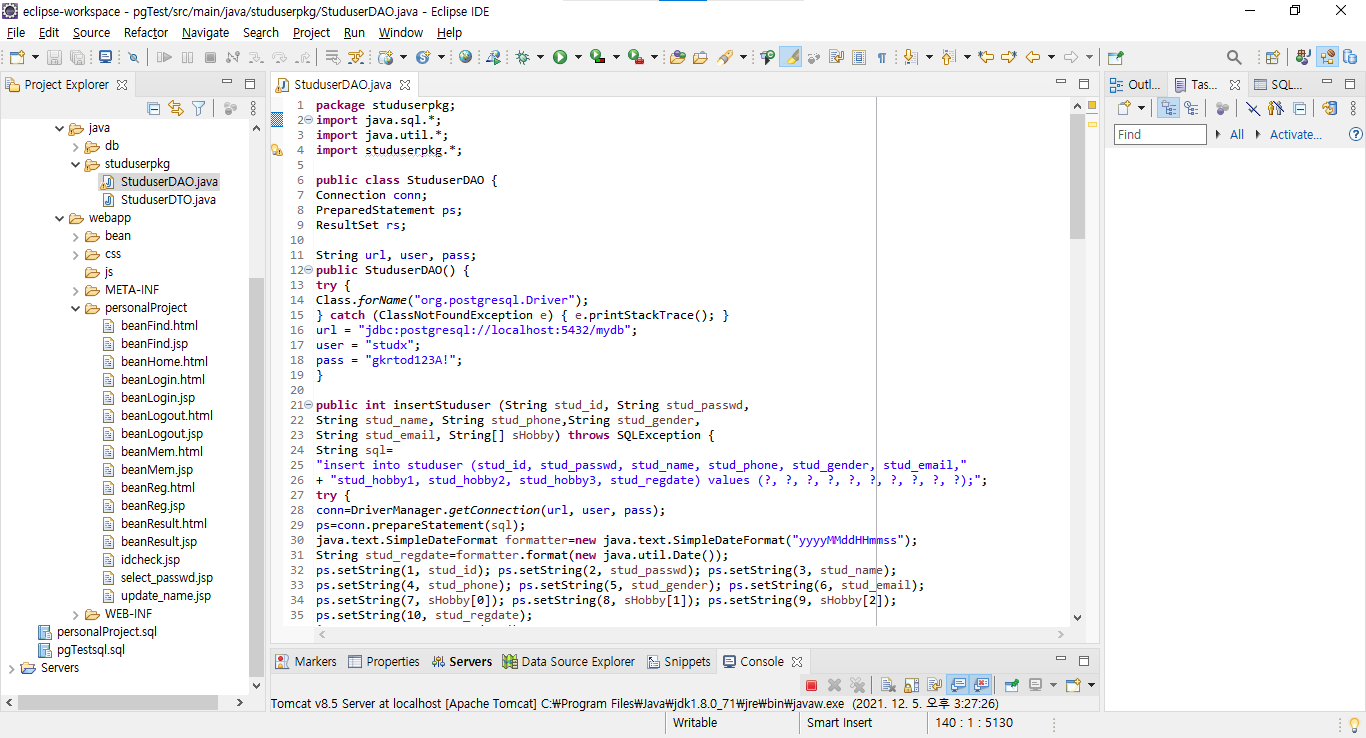 eclipse-workspace - pgTest/src/main/java/studuserpkg/StuduserDAO.java - Eclipse IDE
File Edit Source Refactor Navigate Search Project Run Window Help
Project Explorer
java
db
studuserpkg
StuduserDAO.java
StuduserDTO.java
webapp
bean
css
js
META-INF
personalProject
beanFind.html
beanFind.jsp
beanHome.html
beanLogin.html
beanLogin.jsp
beanLogout.html
beanLogout.jsp
beanMem.html
beanMem.jsp
beanReg.html
beanReg.jsp
beanResult.html
beanResult.jsp
idcheck.jsp
select_passwd.jsp
update_name.jsp
WEB-INF
personalProject.sql
pgTestsql.sql
Servers
StuduserDAO.java
1 package studuserpkg;
2 import java.sql.*;
3 import java.util.*;
4 import studuserpkg.*;
5
6 public class StuduserDAO {
7 Connection conn;
8 PreparedStatement ps;
9 ResultSet rs;
10
11 String url, user, pass;
12 public StuduserDAO() {
13 try {
14 Class.forName("org.postgresql.Driver");
15 } catch (ClassNotFoundException e) { e.printStackTrace(); }
16 url = "jdbc:postgresql://localhost:5432/mydb";
17 user = "studx";
18 pass = "gkrtod123A!";
19 }
20
21 public int insertStuduser (String stud_id, String stud_passwd,
22 String stud_name, String stud_phone,String stud_gender,
23 String stud_email, String[] sHobby) throws SQLException {
24 String sql=
25 "insert into studuser (stud_id, stud_passwd, stud_name, stud_phone, stud_gender, stud_email,"
26 + "stud_hobby1, stud_hobby2, stud_hobby3, stud_regdate) values (?, ?, ?, ?, ?, ?, ?, ?, ?, ?);";
27 try {
28 conn=DriverManager.getConnection(url, user, pass);
29 ps=conn.prepareStatement(sql);
30 java.text.SimpleDateFormat formatter=new java.text.SimpleDateFormat("yyyyMMddHHmmss");
31 String stud_regdate=formatter.format(new java.util.Date());
32 ps.setString(1, stud_id); ps.setString(2, stud_passwd); ps.setString(3, stud_name);
33 ps.setString(4, stud_phone); ps.setString(5, stud_gender); ps.setString(6, stud_email);
34 ps.setString(7, sHobby[0]); ps.setString(8, sHobby[1]); ps.setString(9, sHobby[2]);
35 ps.setString(10, stud_regdate);
Outl... Tas... SQL...
Find All Activate...
Markers Properties Servers Data Source Explorer Snippets Console
Tomcat v8.5 Server at localhost [Apache Tomcat] C:₩Program Files₩Java₩jdk1.8.0_71₩jre₩bin₩javaw.exe (2021. 12. 5. 오후 3:27:26)
Writable Smart Insert 140 : 1 : 5130